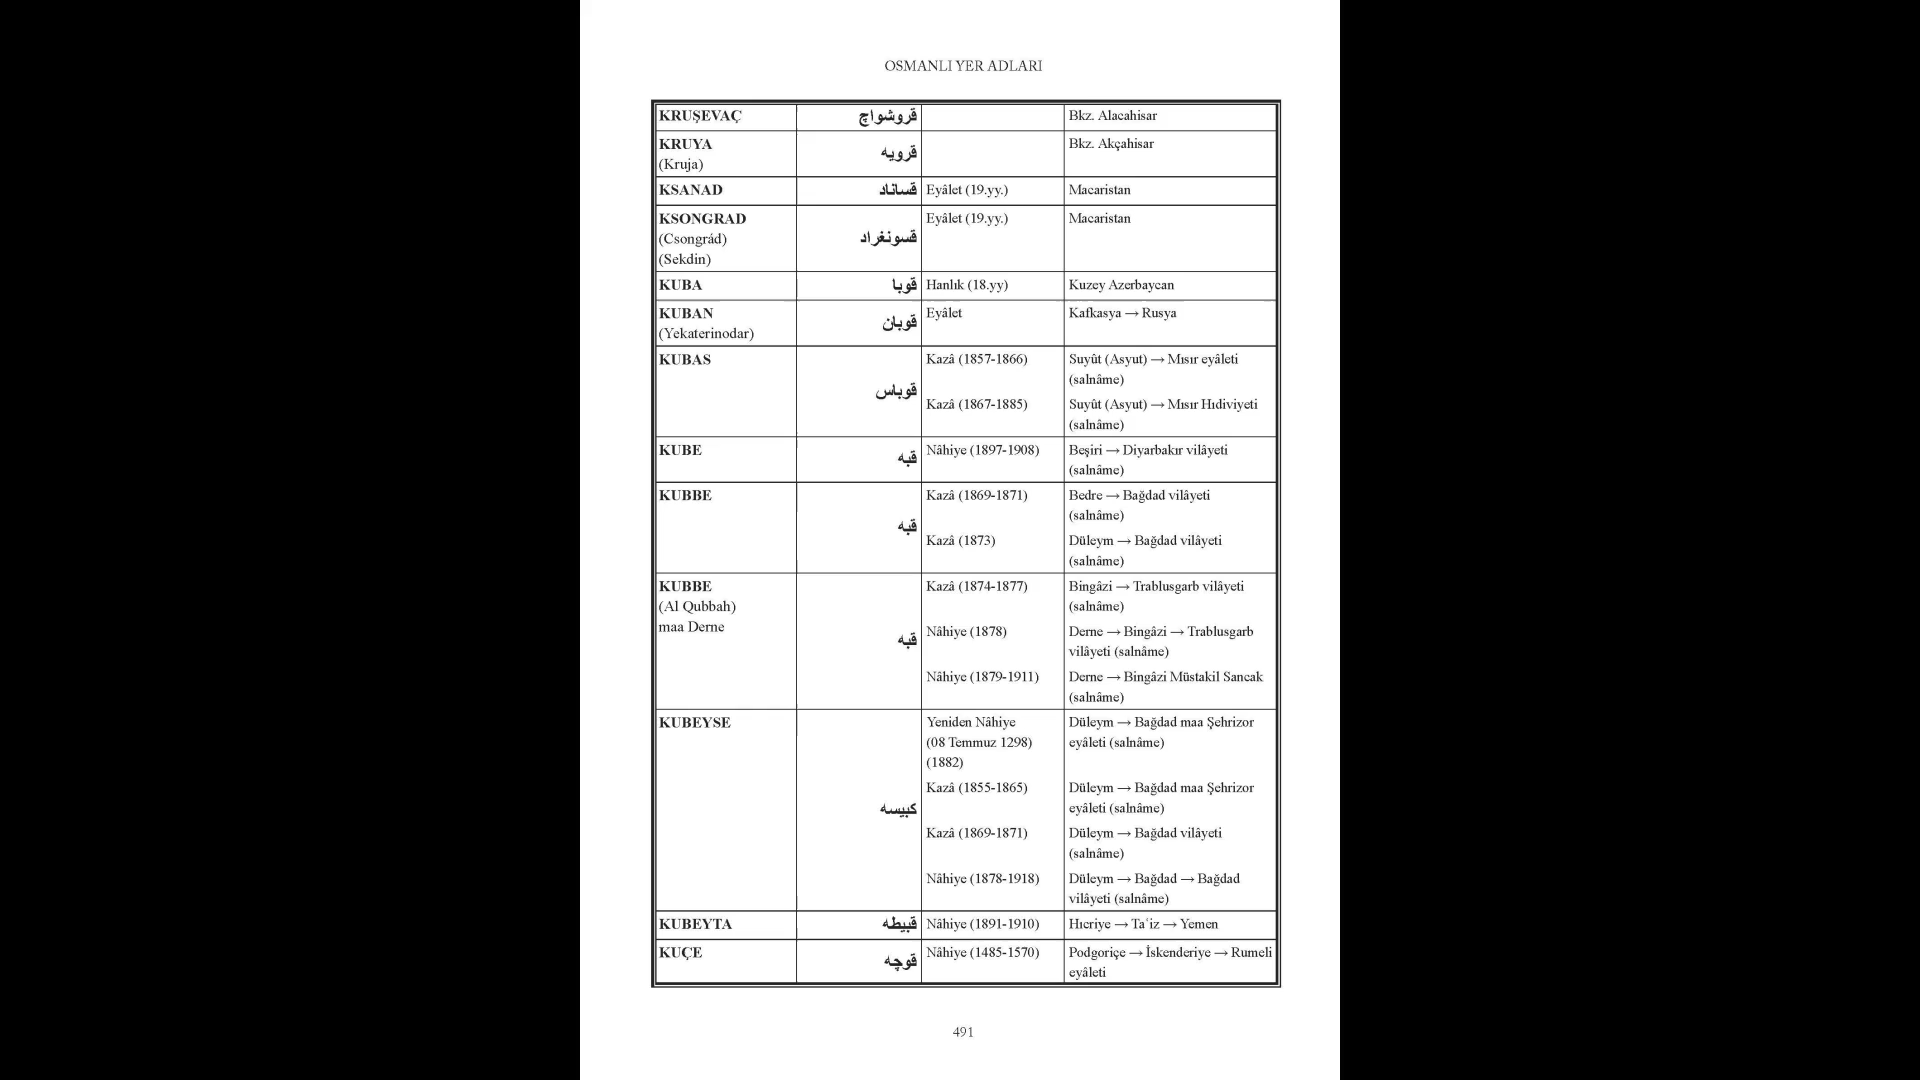 OSMANLI YER ADLARI
KRUŞEVAÇ قروشواچ Bkz. Alacahisar
KRUYA قرويه Bkz. Akçahisar
(Kruja)
KSANAD قساناد Eyâlet (19.yy.) Macaristan
KSONGRAD قسونغراد Eyâlet (19.yy.) Macaristan
(Csongrád)
(Sekdin)
KUBA قوبا Hanlık (18.yy) Kuzey Azerbaycan
KUBAN قوبان Eyâlet Kafkasya → Rusya
(Yekaterinodar)
KUBAS قوباس Kazâ (1857-1866) Suyût (Asyut) → Mısır eyâleti
(salnâme)
Kazâ (1867-1885) Suyût (Asyut) → Mısır Hıdiviyeti
(salnâme)
KUBE قبه Nâhiye (1897-1908) Beşiri → Diyarbakır vilâyeti
(salnâme)
KUBBE قبه Kazâ (1869-1871) Bedre → Bağdad vilâyeti
(salnâme)
Kazâ (1873) Düleym → Bağdad vilâyeti
(salnâme)
KUBBE قبه Kazâ (1874-1877) Bingâzi → Trablusgarb vilâyeti
(Al Qubbah) (salnâme)
maa Derne Nâhiye (1878) Derne → Bingâzi → Trablusgarb
vilâyeti (salnâme)
Nâhiye (1879-1911) Derne → Bingâzi Müstakil Sancak
(salnâme)
KUBEYSE كبيسه Yeniden Nâhiye Düleym → Bağdad maa Şehrizor
(08 Temmuz 1298) eyâleti (salnâme)
(1882)
Kazâ (1855-1865) Düleym → Bağdad maa Şehrizor
eyâleti (salnâme)
Kazâ (1869-1871) Düleym → Bağdad vilâyeti
(salnâme)
Nâhiye (1878-1918) Düleym → Bağdad → Bağdad
vilâyeti (salnâme)
KUBEYTA قبيطه Nâhiye (1891-1910) Hıcriye → Ta‘iz → Yemen
KUÇE قوچه Nâhiye (1485-1570) Podgoriçe → İskenderiye → Rumeli
eyâleti
491